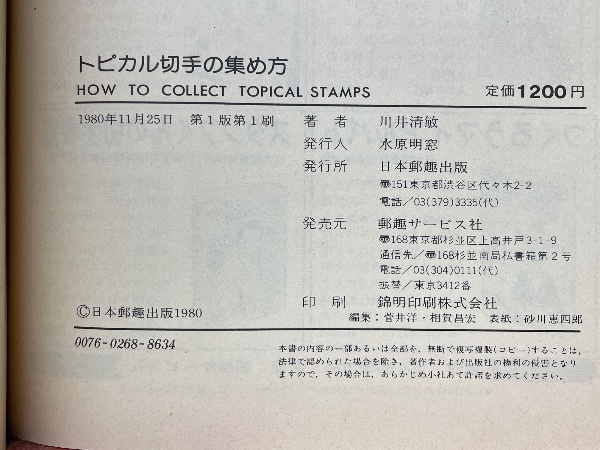 トピカル切手の集め方
HOW TO COLLECT TOPICAL STAMPS 定価1200円
1980年11月25日 第1版第1刷 著者 川井清敏
発行人 水原明窓
発行所 日本郵趣出版
〠151東京都渋谷区代々木2-2
電話/03(379)3335(代)
発売元 郵趣サービス社
〠168東京都杉並区上高井戸3-1-9
通信先/〠168杉並南局私書箱第2号
電話/03(304)0111(代)
振替/東京3412番
印刷 錦明印刷株式会社
©日本郵趣出版1980
編集:菅井洋・相賀昌宏 表紙:砂川恵四郎
0076-0268-8634
本書の内容の一部あるいは全部を、無断で複写複製(コピー)することは、
法律で認められた場合を除き、著作者および出版社の権利の侵害となり
ますので、その場合は、あらかじめ小社あて許諾を求めてください。